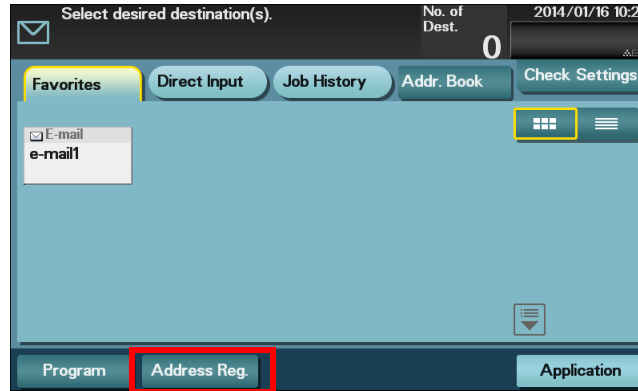 Select desired destination(s).
No. of
Dest.
0
2014/01/16 10:2
Favorites
Direct Input
Job History
Addr. Book
Check Settings
E-mail
e-mail1
Program
Address Reg.
Application